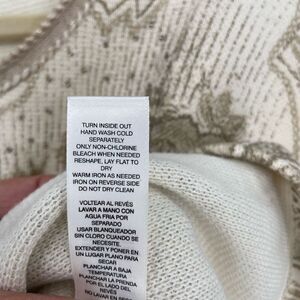 TURN INSIDE OUT
HAND WASH COLD
SEPARATELY
ONLY NON-CHLORINE
BLEACH WHEN NEEDED
RESHAPE, LAY FLAT TO
DRY
WARM IRON AS NEEDED
IRON ON REVERSE SIDE
DO NOT DRY CLEAN
VOLTEAR AL REVÉS
LAVAR A MANO CON
AGUA FRIA POR
SEPARADO
USAR BLANQUEADOR
SIN CLORO CUANDO SE
NECESITE.
EXTENDER Y PONER EN
UN LUGAR PLANO PARA
SECAR
PLANCHAR A BAJA
TEMPERATURA
PLANCHAR LA PRENDA
POR EL REVÉS
NO LAVAR EN